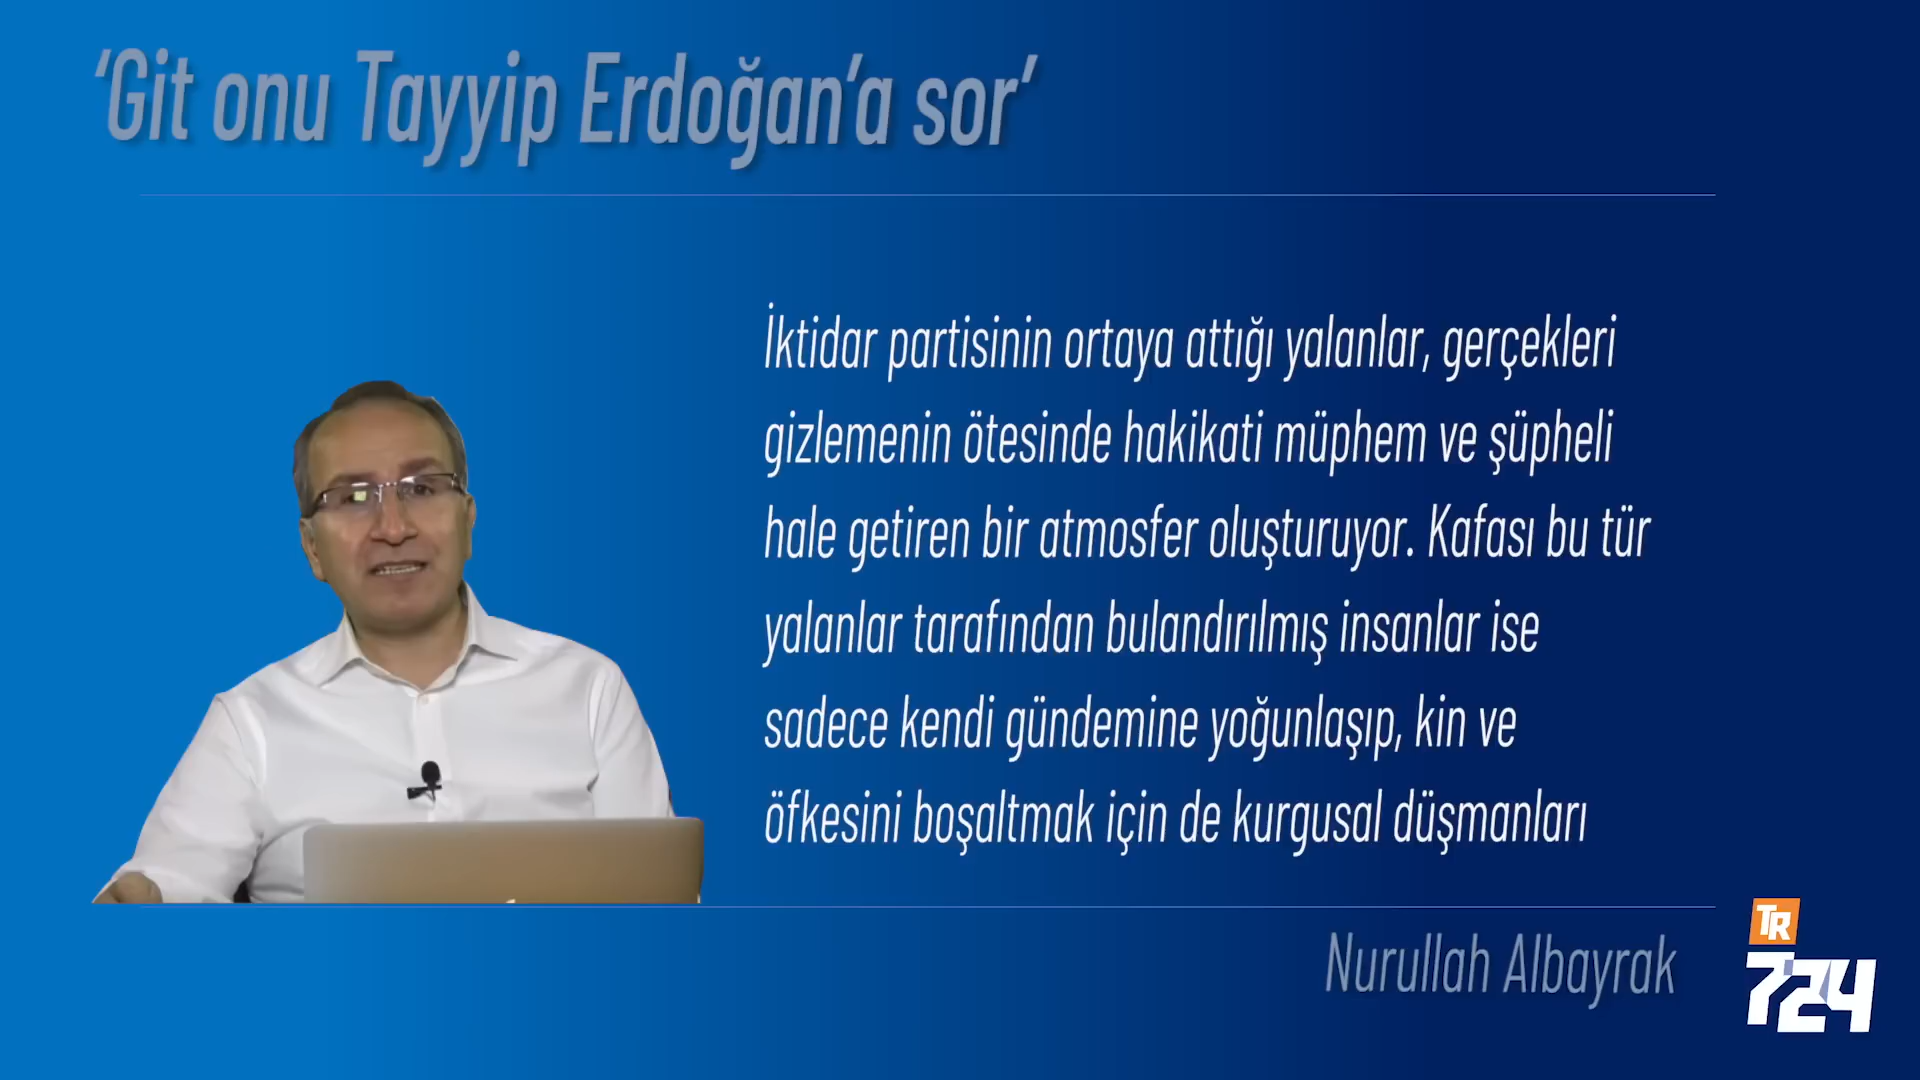 ‘Git onu Tayyip Erdoğan’a sor’
İktidar partisinin ortaya attığı yalanlar, gerçekleri
gizlemenin ötesinde hakikati müphem ve şüpheli
hale getiren bir atmosfer oluşturuyor. Kafası bu tür
yalanlar tarafından bulandırılmış insanlar ise
sadece kendi gündemine yoğunlaşıp, kin ve
öfkesini boşaltmak için de kurgusal düşmanları
Nurullah Albayrak
TR
724